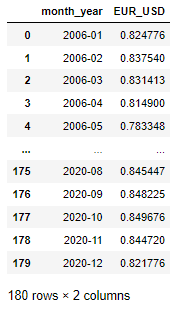 month_year EUR_USD
0 2006-01 0.824776
1 2006-02 0.837540
2 2006-03 0.831413
3 2006-04 0.814900
4 2006-05 0.783348
... ... ...
175 2020-08 0.845447
176 2020-09 0.848225
177 2020-10 0.849676
178 2020-11 0.844720
179 2020-12 0.821776
180 rows × 2 columns